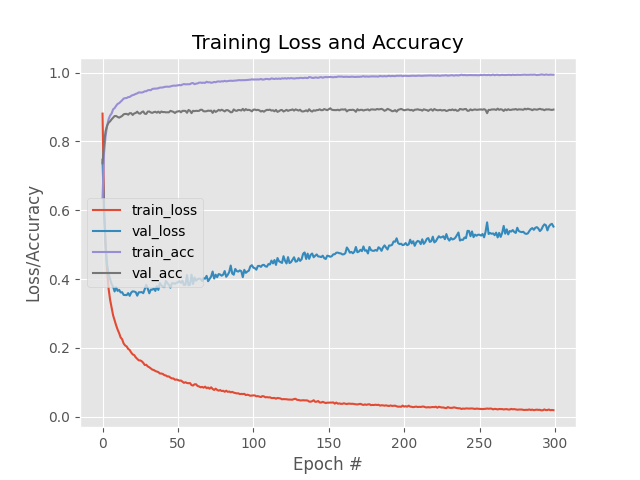 Training Loss and Accuracy
1.0
0.8
0.6
0.4
0.2
0.0
Loss/Accuracy
train_loss
val_loss
train_acc
val_acc
0 50 100 150 200 250 300
Epoch #